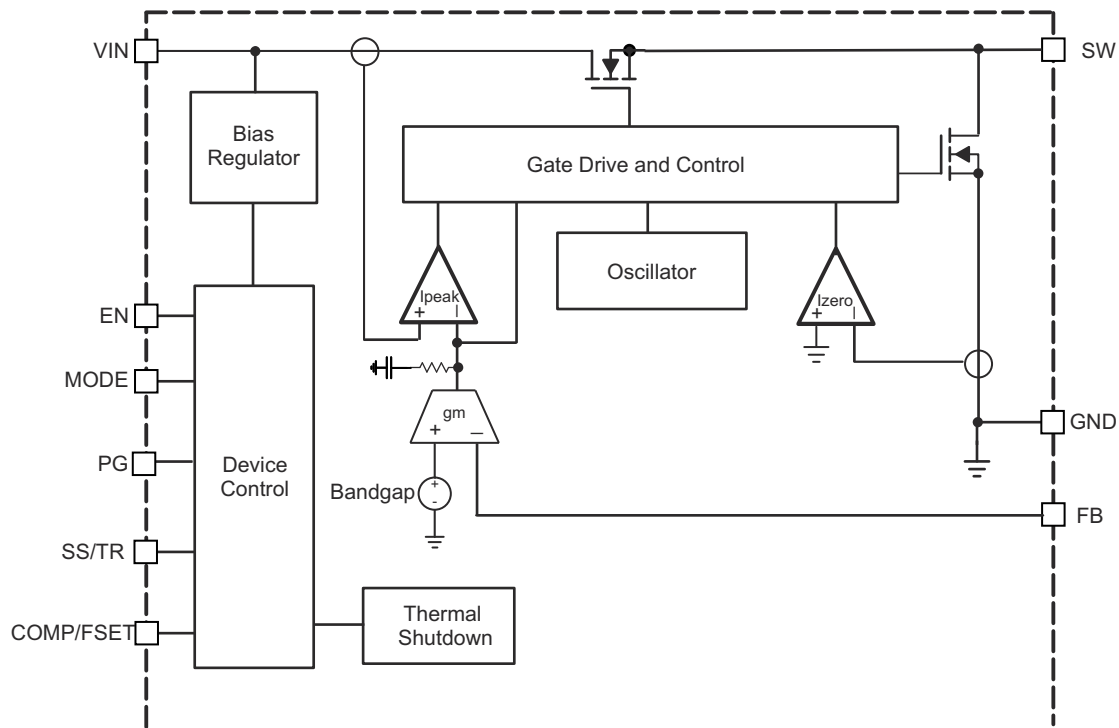 VIN
SW
Bias
Regulator
Gate Drive and Control
Oscillator
Ipeak
+ –
Izero
+ –
EN
MODE
gm
+ –
GND
PG
Device
Control
Bandgap
+
-
FB
SS/TR
Thermal
Shutdown
COMP/FSET